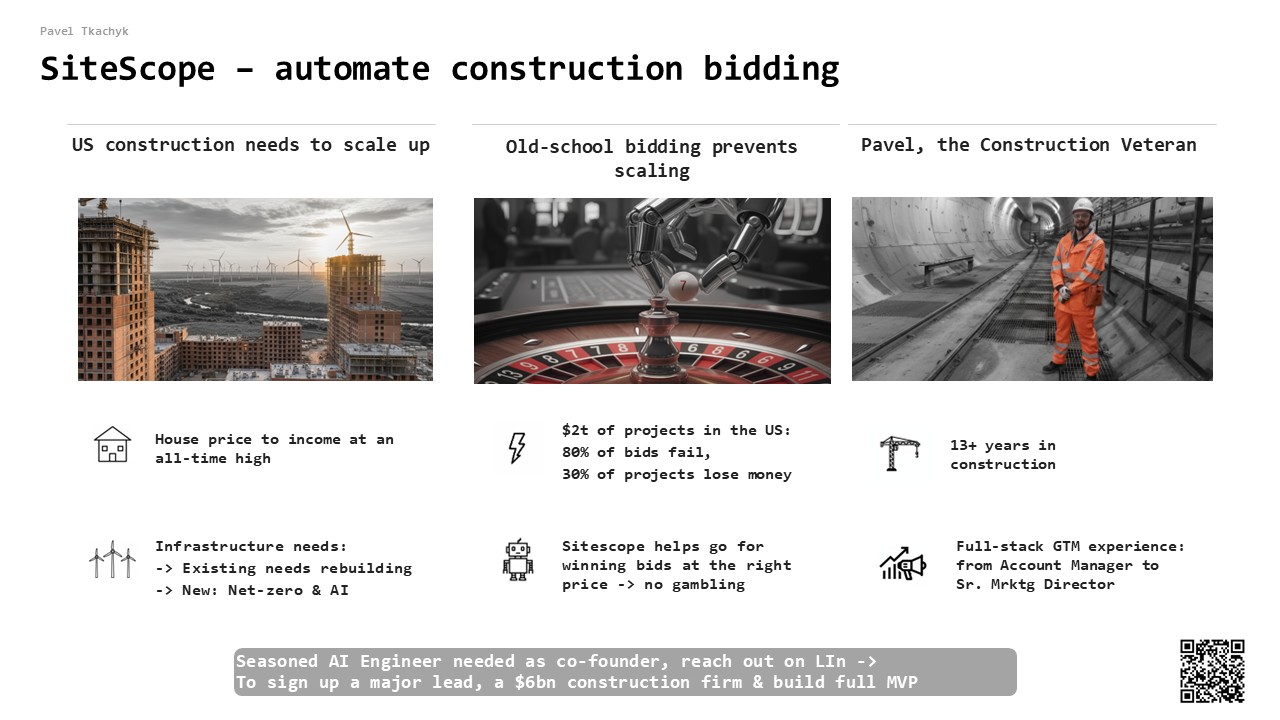 Pavel Tkachyk
SiteScope – automate construction bidding
US construction needs to scale up
House price to income at an
all-time high
Infrastructure needs:
-> Existing needs rebuilding
-> New: Net-zero & AI
Old-school bidding prevents
scaling
7
$2t of projects in the US:
80% of bids fail,
30% of projects lose money
Sitescope helps go for
winning bids at the right
price -> no gambling
Pavel, the Construction Veteran
13+ years in
construction
Full-stack GTM experience:
from Account Manager to
Sr. Mrktg Director
Seasoned AI Engineer needed as co-founder, reach out on LIn ->
To sign up a major lead, a $6bn construction firm & build full MVP